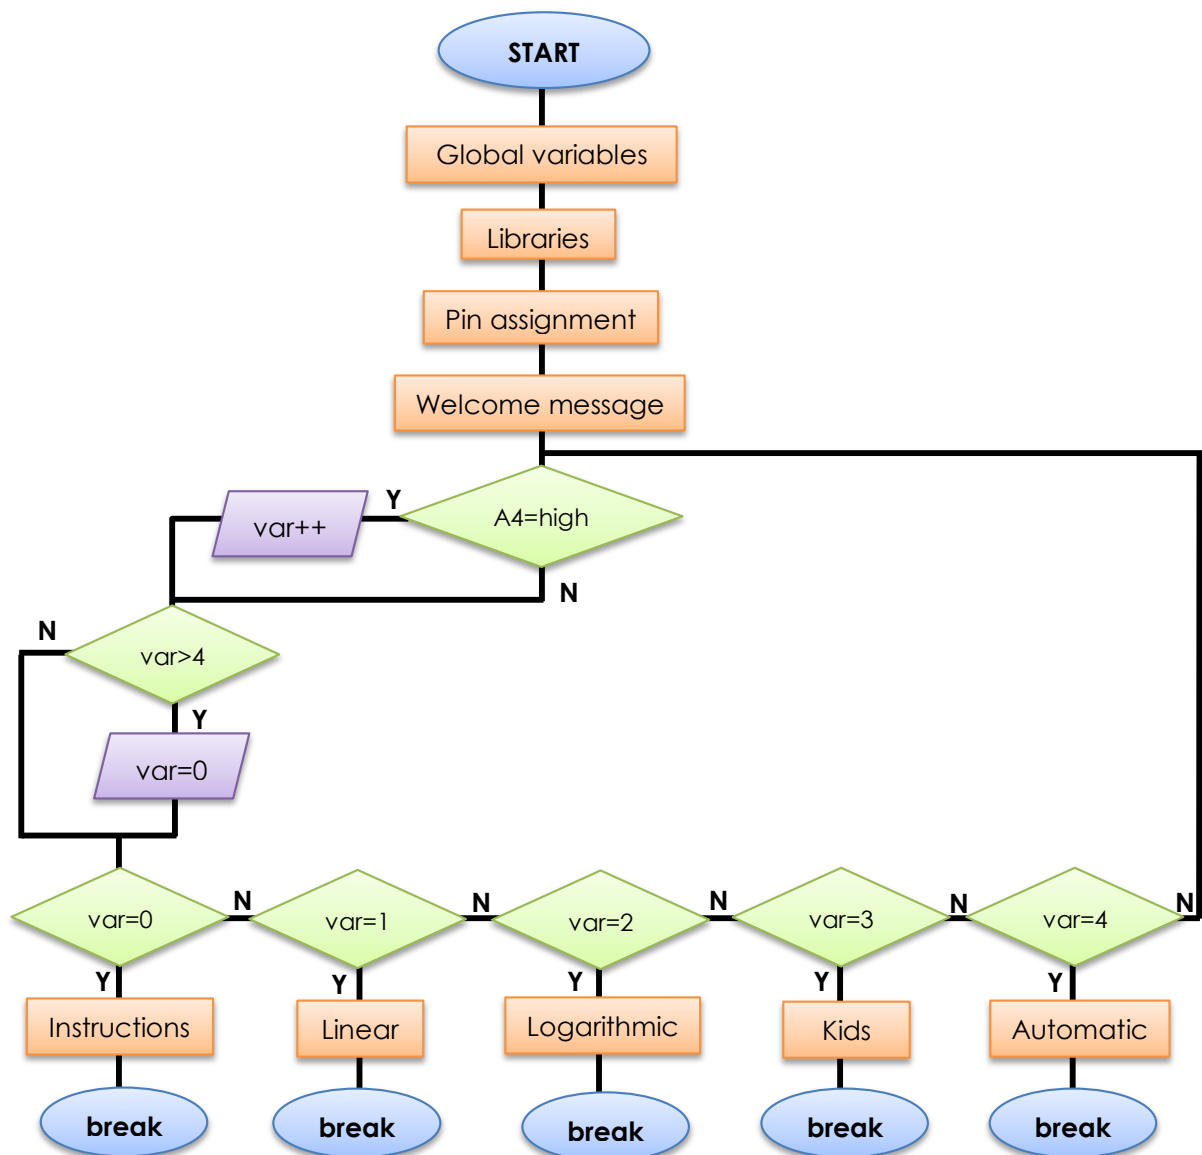 START
Global variables
Libraries
Pin assignment
Welcome message
Y
var++
A4=high
N
N
var>4
Y
var=0
var=0
N
var=1
N
var=2
N
var=3
N
var=4
N
Y
Y
Y
Y
Y
Instructions
Linear
Logarithmic
Kids
Automatic
break
break
break
break
break